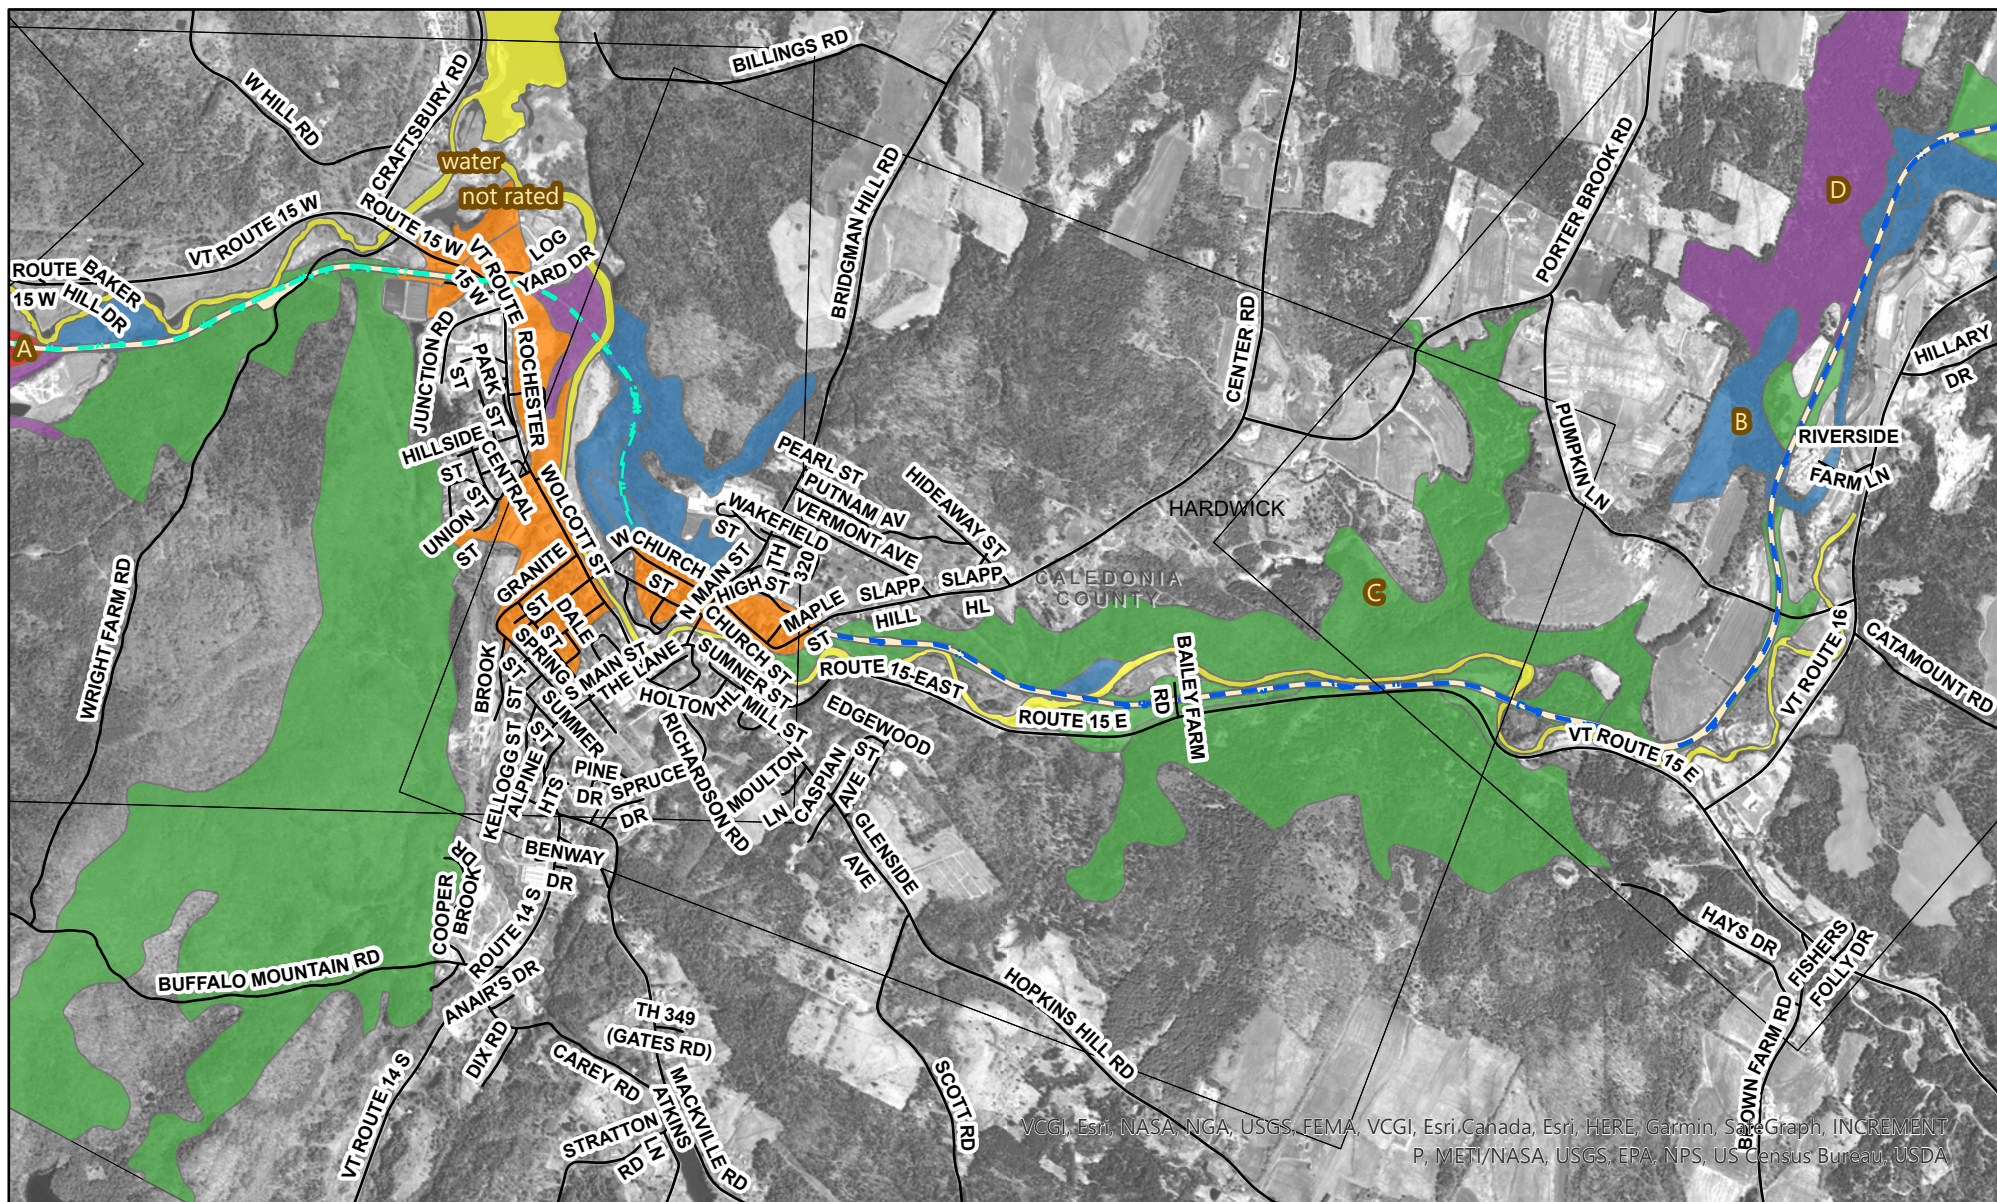 BILLINGS RD
W HILL RD
N CRAFTSBURY RD
water
not rated
VT ROUTE 15 W
ROUTE 15 W
LOG
YARD DR
VT ROUTE
15 W
ROUTE
15 W
BAKER
HILL DR
A
BRIDGMAN HILL RD
PORTER BROOK RD
D
CENTER RD
HILLARY
DR
JUNCTION RD
PARK ST
ST
ROCHESTER
HILLSIDE
ST
CENTRAL
ST
UNION
ST
WOLCOTT ST
PEARL ST
PUTNAM AV
VERMONT AVE
HIDEAWAY ST
WAKEFIELD
ST
PUMPKIN LN
B
RIVERSIDE
FARM LN
HARDWICK
CALEDONIA
COUNTY
C
W CHURCH
ST
N MAIN ST
TH
320
HIGH ST
GRANITE
ST
DALE
ST
MAPLE
ST
SLAPP
HILL
SLAPP
HL
CHURCH ST
SPRING
ST
S MAIN ST
THE LANE
SUMNER ST
BROOK
ST
HOLTON
HL
MILL ST
ROUTE 15-EAST
ROUTE 15 E
BAILEY FARM
RD
VT ROUTE 15 E
VT ROUTE 16
CATAMOUNT RD
WRIGHT FARM RD
SUMMER
ST
KELLOGG ST
ALPINE
HTS
PINE
DR
SPRUCE
DR
RICHARDSON RD
MOULTON
LN
CASPIAN
AVE
EDGEWOOD
ST
GLENSIDE
AVE
BENWAY
DR
COOPER
BROOK
DR
ROUTE 14 S
BUFFALO MOUNTAIN RD
ANAIR'S DR
DIX RD
VT ROUTE 14 S
CAREY RD
TH 349
(GATES RD)
MACKVILLE RD
ATKINS
LN
STRATTON
RD
SCOTT RD
HOPKINS HILL RD
HAYS DR
FISHERS
FOLLY DR
BROWN FARM RD
VCGI, Esri, NASA, NGA, USGS, FEMA, VCGI, Esri Canada, Esri, HERE, Garmin, SafeGraph, INCREMENT
P, METI/NASA, USGS, EPA, NPS, US Census Bureau, USDA